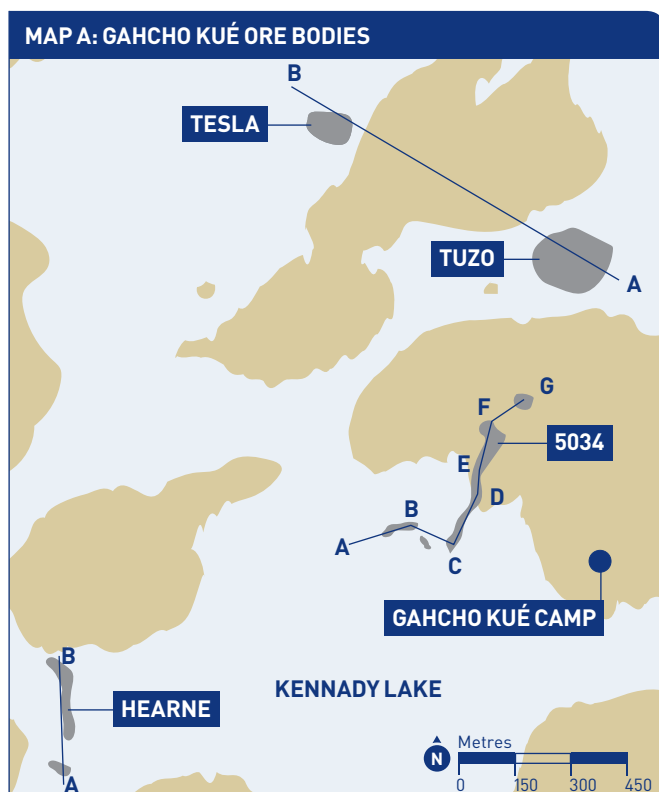 MAP A: GAHCHO KUÉ ORE BODIES
B
TESLA
TUZO
A
G
F
5034
E
D
B
A
C
GAHCHO KUÉ CAMP
B
KENNADY LAKE
HEARNE
A
Metres
N
0 150 300 450